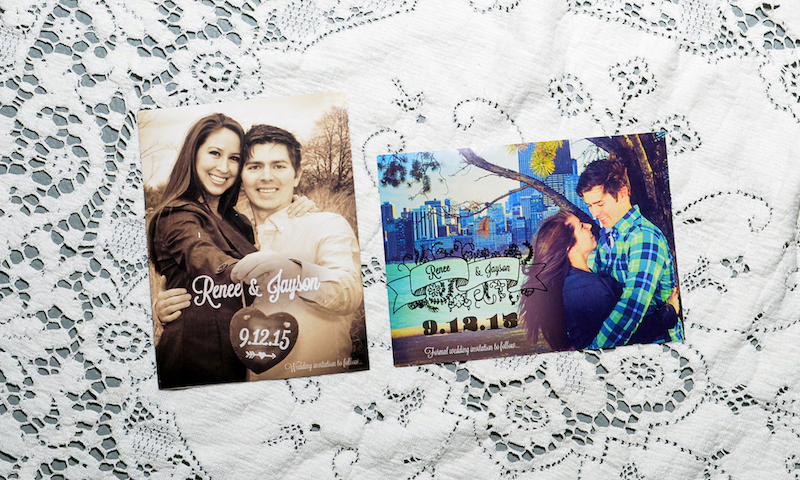 Renee & Jayson
9.12.15
Wedding invitation to follow...
Renee & Jayson
9.12.15
Formal wedding invitation to follow...